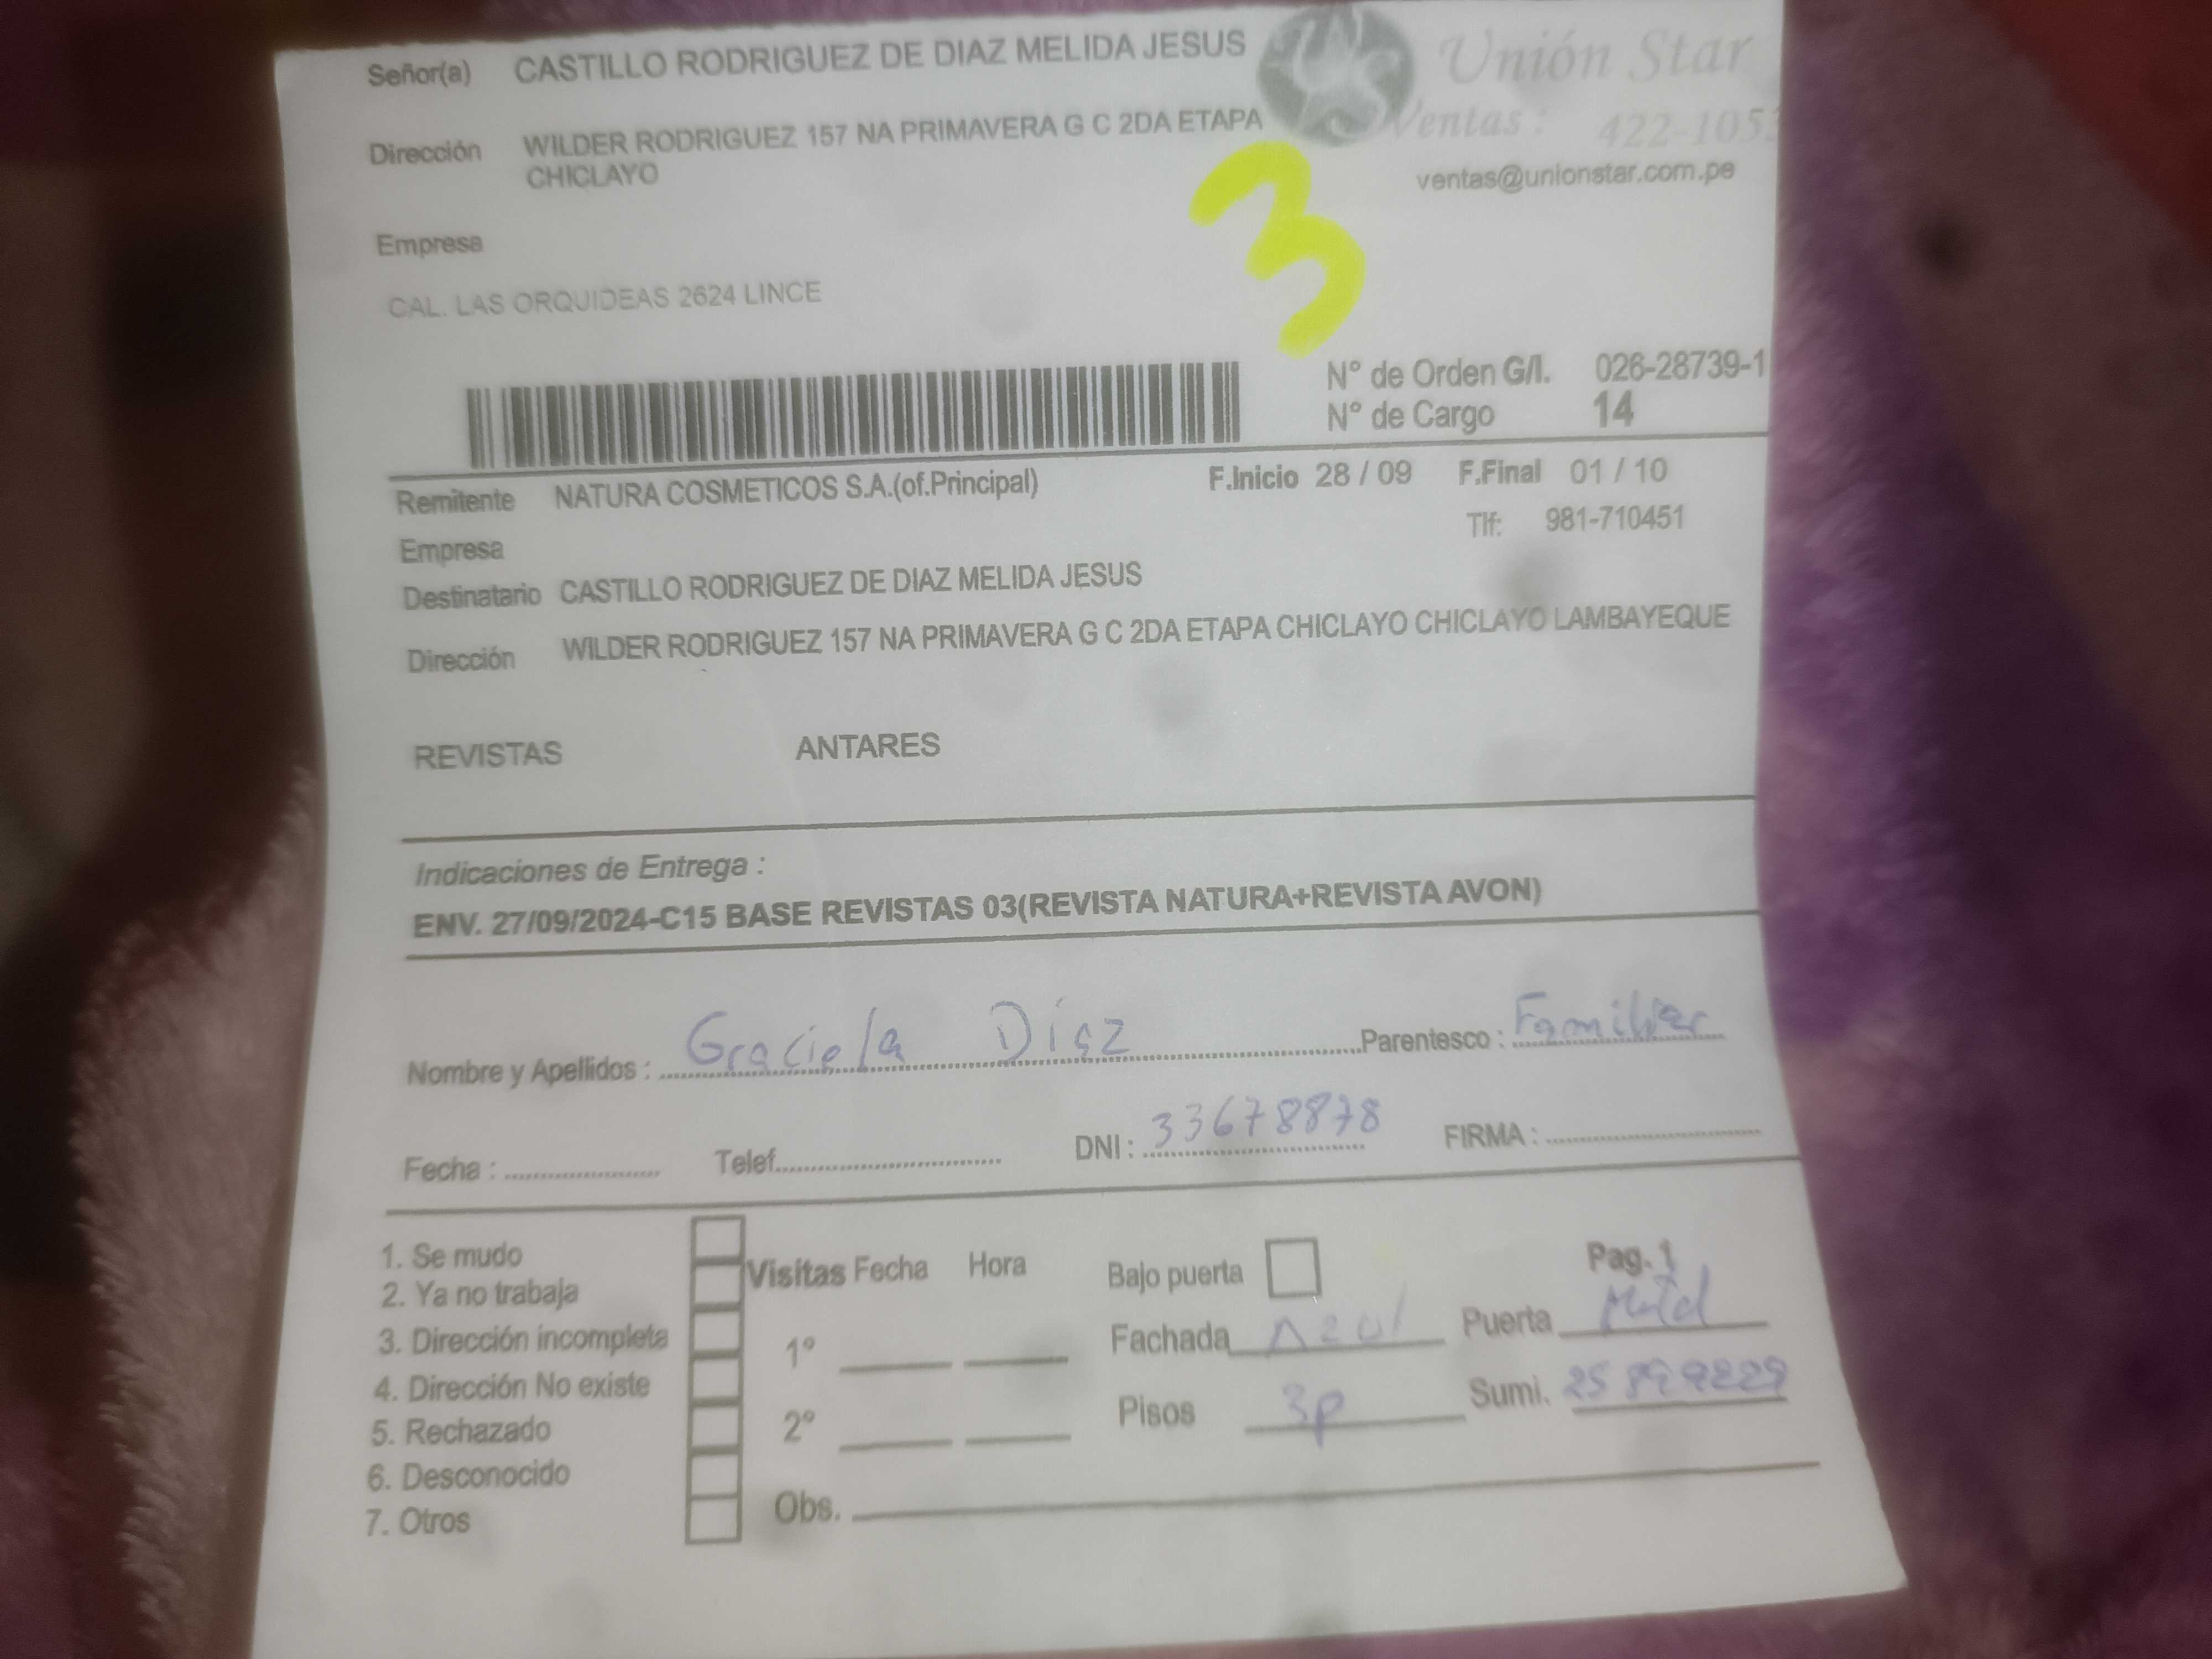 Señor(a) CASTILLO RODRIGUEZ DE DIAZ MELIDA JESUS
Unión Star
Dirección WILDER RODRIGUEZ 157 NA PRIMAVERA G C 2DA ETAPA
CHICLAYO
Ventas : 422-105
ventas@unionstar.com.pe
3
Empresa
CAL. LAS ORQUIDEAS 2624 LINCE
N° de Orden G/I. 026-28739-1
N° de Cargo 14
Remitente NATURA COSMETICOS S.A.(of.Principal) F.Inicio 28 / 09 F.Final 01 / 10
Empresa Tlf: 981-710451
Destinatario CASTILLO RODRIGUEZ DE DIAZ MELIDA JESUS
Dirección WILDER RODRIGUEZ 157 NA PRIMAVERA G C 2DA ETAPA CHICLAYO CHICLAYO LAMBAYEQUE
REVISTAS ANTARES
Indicaciones de Entrega :
ENV. 27/09/2024-C15 BASE REVISTAS 03(REVISTA NATURA+REVISTA AVON)
Nombre y Apellidos : Graciela Díaz Parentesco : Familiar
Fecha : Telef. DNI : 33678878 FIRMA :
1. Se mudo
2. Ya no trabaja
3. Dirección incompleta
4. Dirección No existe
5. Rechazado
6. Desconocido
7. Otros
Visitas Fecha Hora
1°
2°
Obs.
Bajo puerta Pag. 1
Fachada Azul Puerta
Pisos 3p Sumi.